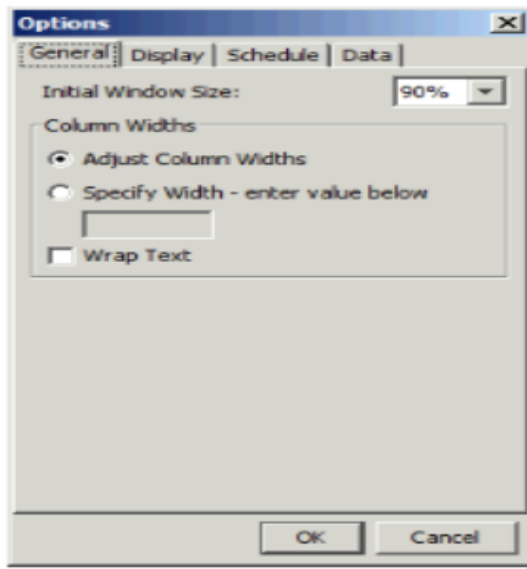 Options
General Display Schedule Data
Initial Window Size: 90%
Column Widths
Adjust Column Widths
Specify Width - enter value below
Wrap Text
OK Cancel